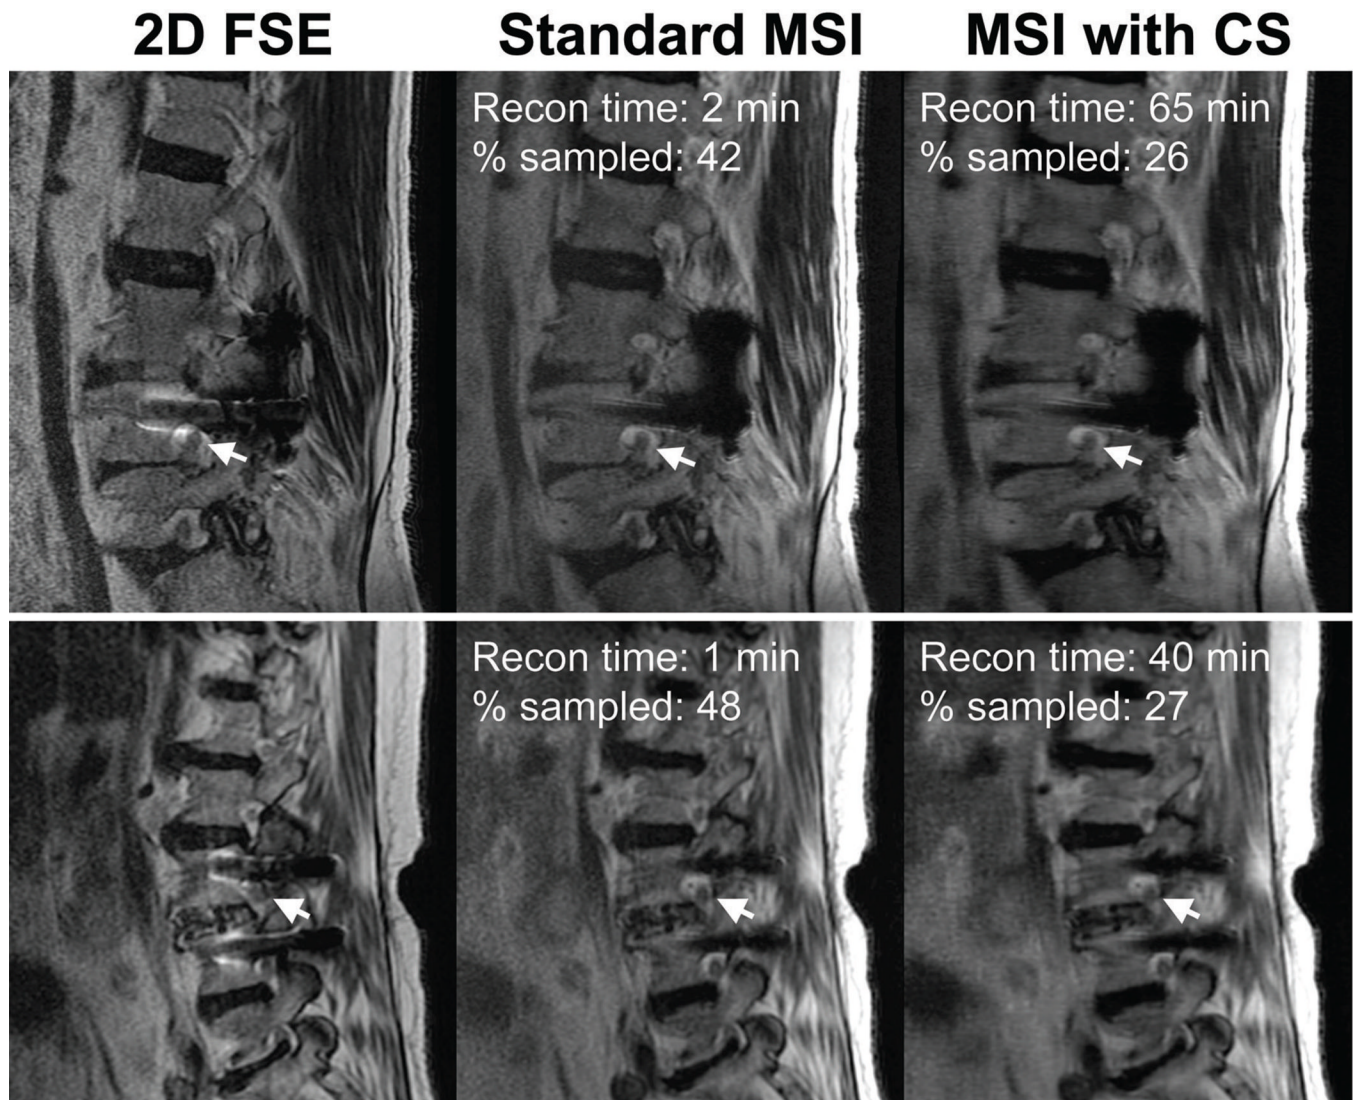 2D FSE
Standard MSI
MSI with CS
Recon time: 2 min
% sampled: 42
Recon time: 65 min
% sampled: 26
Recon time: 1 min
% sampled: 48
Recon time: 40 min
% sampled: 27